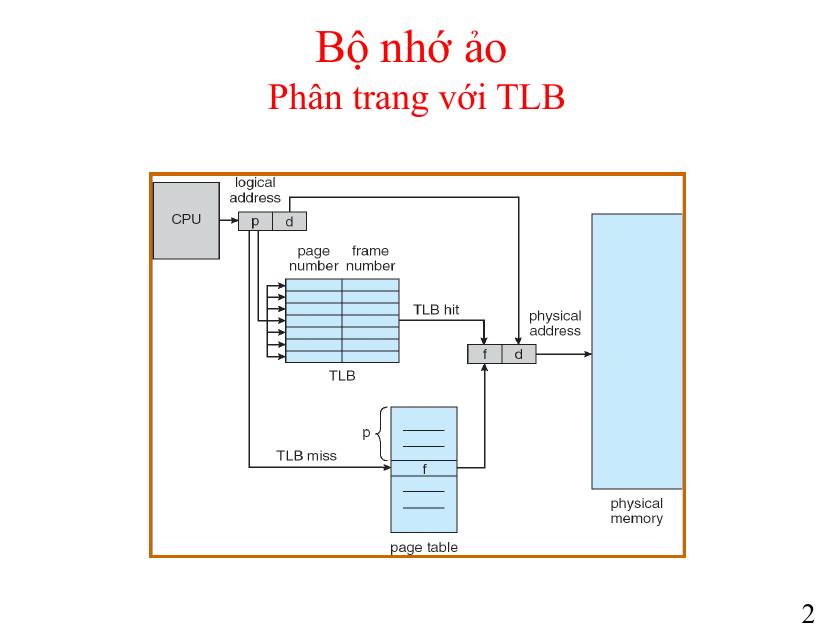 Bộ nhớ ảo
Phân trang với TLB
logical
address
CPU
p
d
page
number
frame
number
TLB hit
physical
address
f
d
TLB
p
TLB miss
f
physical
memory
page table
2